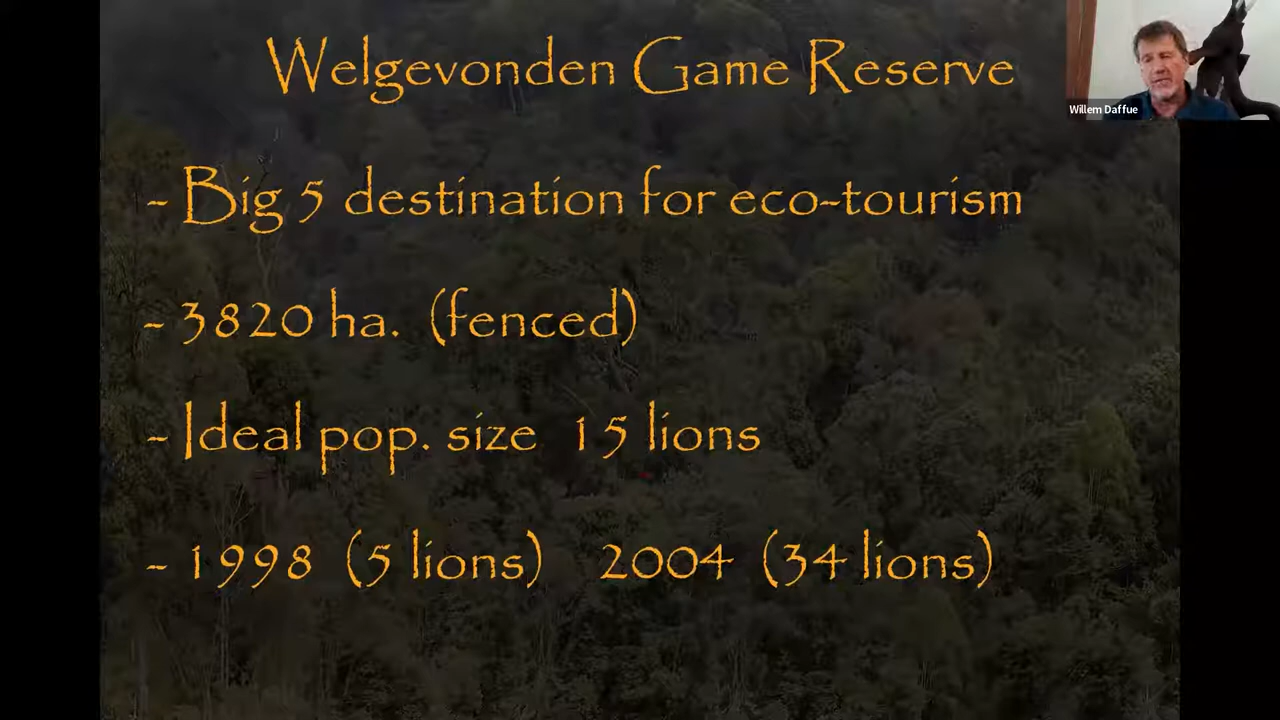 Welgevonden Game Reserve
Willem Daffue
- Big 5 destination for eco-tourism
- 3820 ha. (fenced)
- Ideal pop. size 15 lions
- 1998 (5 lions) 2004 (34 lions)